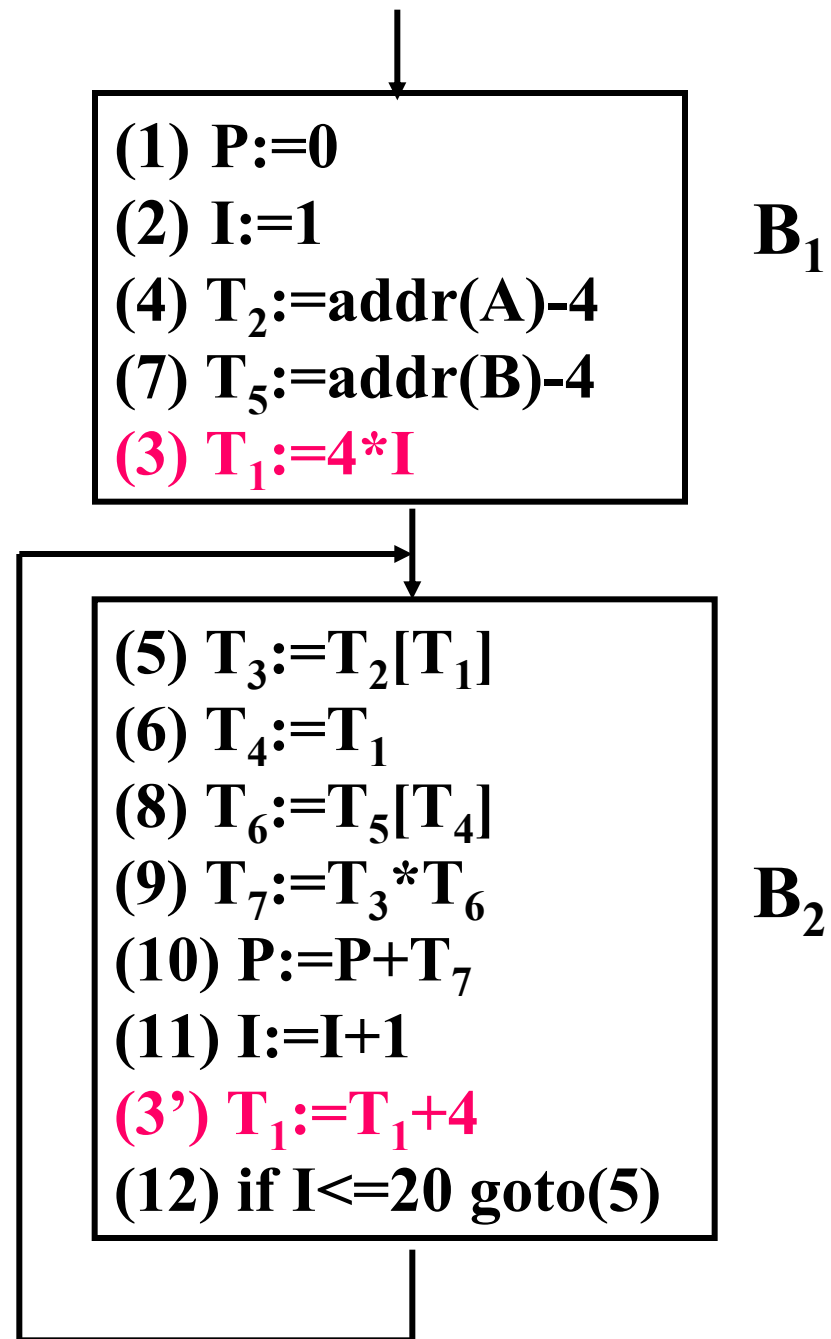 (1) P:=0
(2) I:=1
(4) T₂:=addr(A)-4
(7) T₅:=addr(B)-4
(3) T₁:=4*I
B₁
(5) T₃:=T₂[T₁]
(6) T₄:=T₁
(8) T₆:=T₅[T₄]
(9) T₇:=T₃*T₆
(10) P:=P+T₇
(11) I:=I+1
(3’) T₁:=T₁+4
(12) if I<=20 goto(5)
B₂